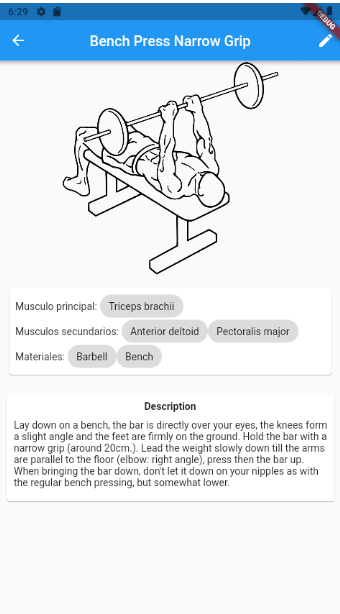 6:29
DEBUG
Bench Press Narrow Grip
Musculo principal: Triceps brachii
Musculos secundarios: Anterior deltoid Pectoralis major
Materiales: Barbell Bench
Description
Lay down on a bench, the bar is directly over your eyes, the knees form
a slight angle and the feet are firmly on the ground. Hold the bar with a
narrow grip (around 20cm.). Lead the weight slowly down till the arms
are parallel to the floor (elbow: right angle), press then the bar up.
When bringing the bar down, don't let it down on your nipples as with
the regular bench pressing, but somewhat lower.